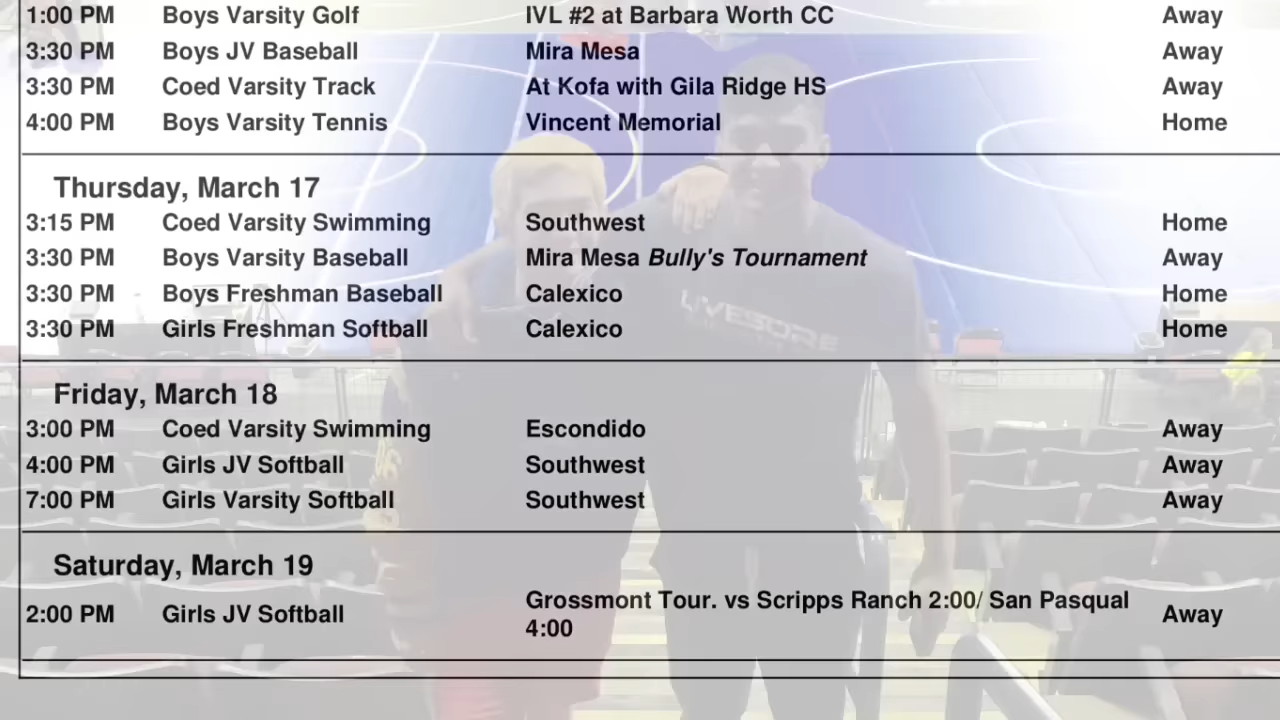 1:00 PM Boys Varsity Golf IVL #2 at Barbara Worth CC Away
3:30 PM Boys JV Baseball Mira Mesa Away
3:30 PM Coed Varsity Track At Kofa with Gila Ridge HS Away
4:00 PM Boys Varsity Tennis Vincent Memorial Home
Thursday, March 17
3:15 PM Coed Varsity Swimming Southwest Home
3:30 PM Boys Varsity Baseball Mira Mesa Bully's Tournament Away
3:30 PM Boys Freshman Baseball Calexico Home
3:30 PM Girls Freshman Softball Calexico Home
Friday, March 18
3:00 PM Coed Varsity Swimming Escondido Away
4:00 PM Girls JV Softball Southwest Away
7:00 PM Girls Varsity Softball Southwest Away
Saturday, March 19
2:00 PM Girls JV Softball Grossmont Tour. vs Scripps Ranch 2:00/ San Pasqual Away
4:00